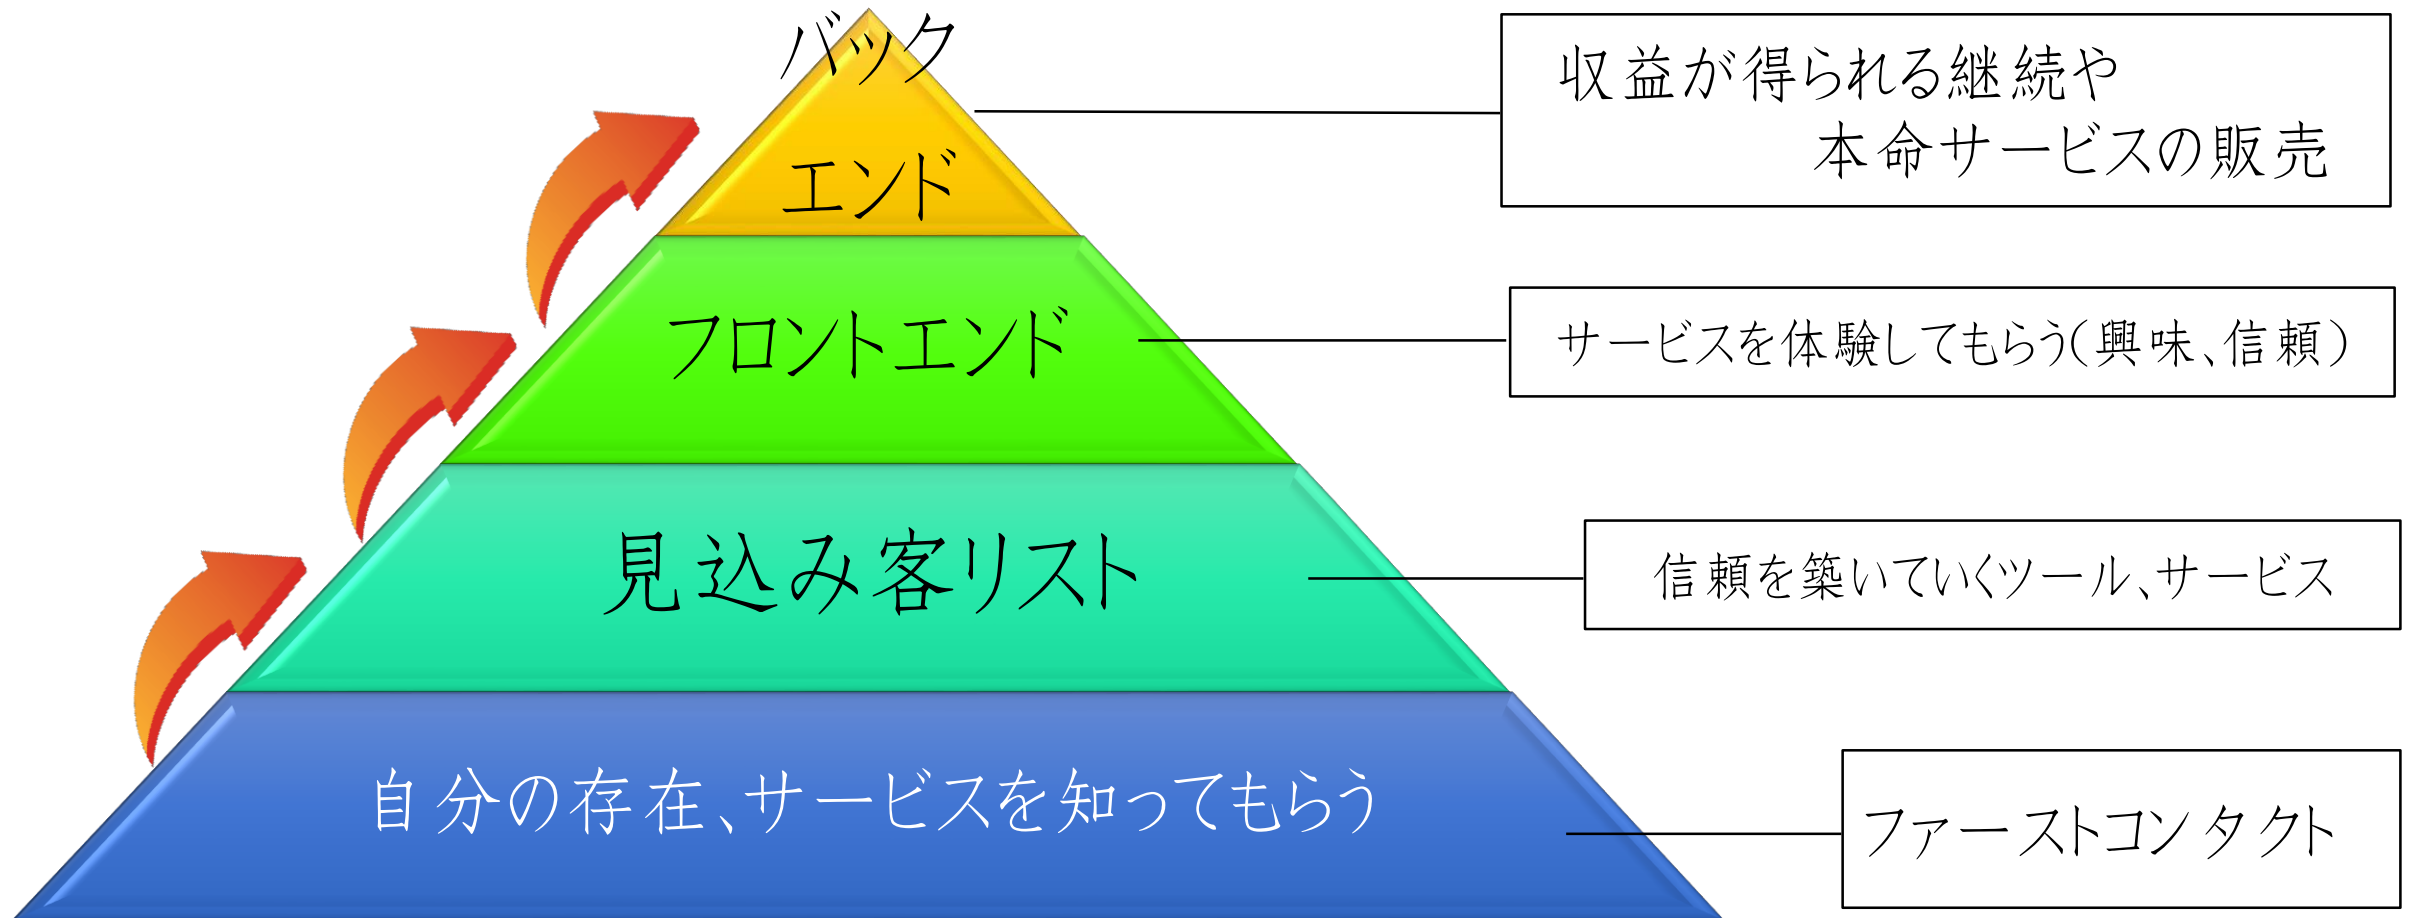 バック
エンド
収益が得られる継続や
本命サービスの販売
フロントエンド
サービスを体験してもらう(興味、信頼)
見込み客リスト
信頼を築いていくツール、サービス
自分の存在、サービスを知ってもらう
ファーストコンタクト